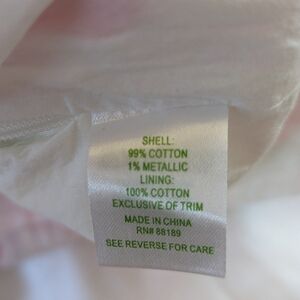 SHELL:
99% COTTON
1% METALLIC
LINING:
100% COTTON
EXCLUSIVE OF TRIM
MADE IN CHINA
RN# 88189
SEE REVERSE FOR CARE